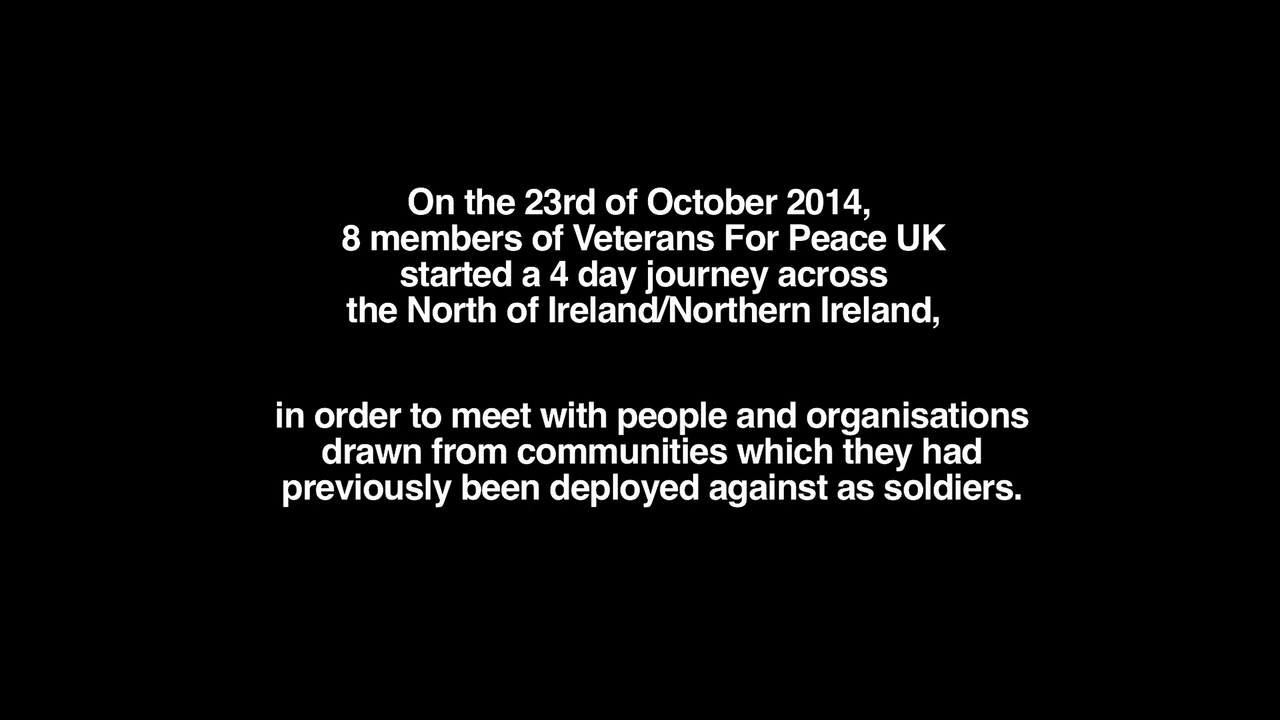 On the 23rd of October 2014,
8 members of Veterans For Peace UK
started a 4 day journey across
the North of Ireland/Northern Ireland,
in order to meet with people and organisations
drawn from communities which they had
previously been deployed against as soldiers.